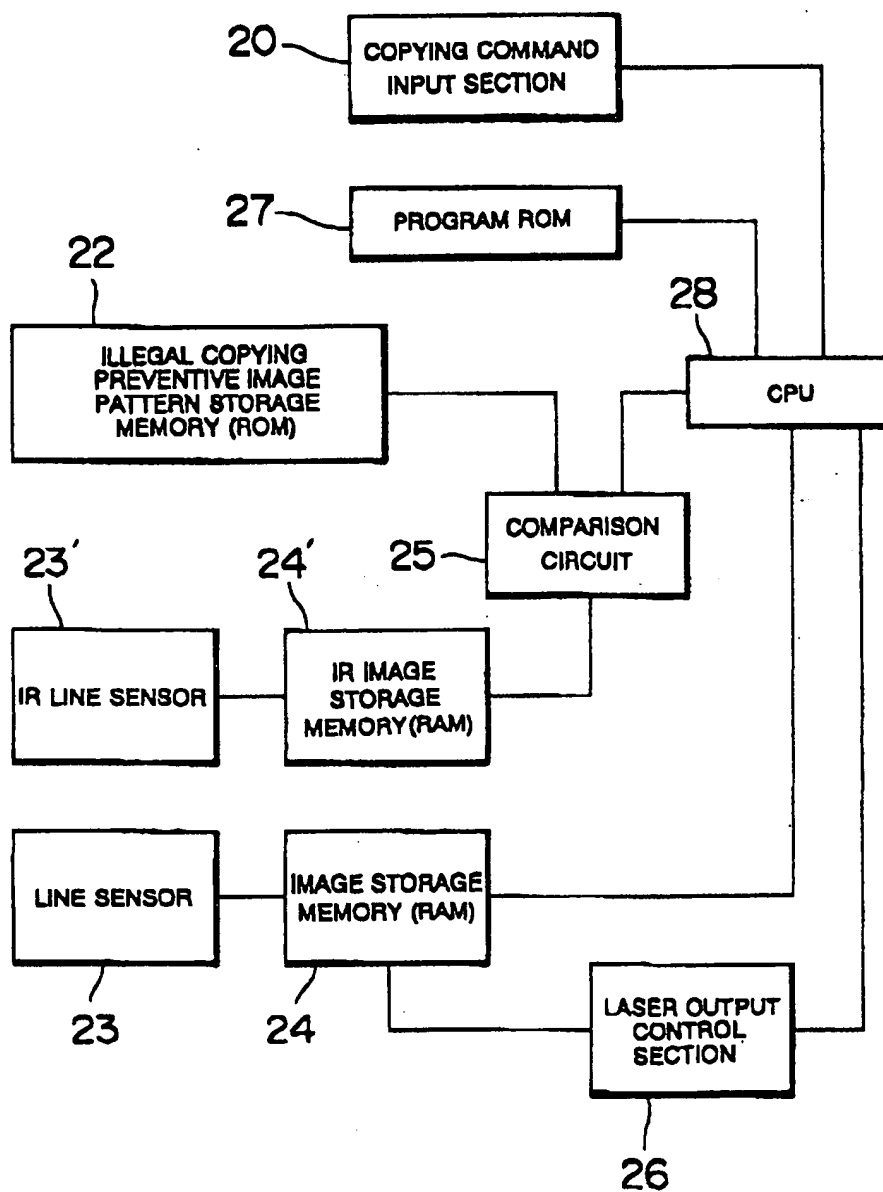 20
COPYING COMMAND
INPUT SECTION
27
PROGRAM ROM
22
ILLEGAL COPYING
PREVENTIVE IMAGE
PATTERN STORAGE
MEMORY (ROM)
28
CPU
25
COMPARISON
CIRCUIT
23'
IR LINE SENSOR
24'
IR IMAGE
STORAGE
MEMORY(RAM)
LINE SENSOR
23
IMAGE STORAGE
MEMORY (RAM)
24
LASER OUTPUT
CONTROL
SECTION
26